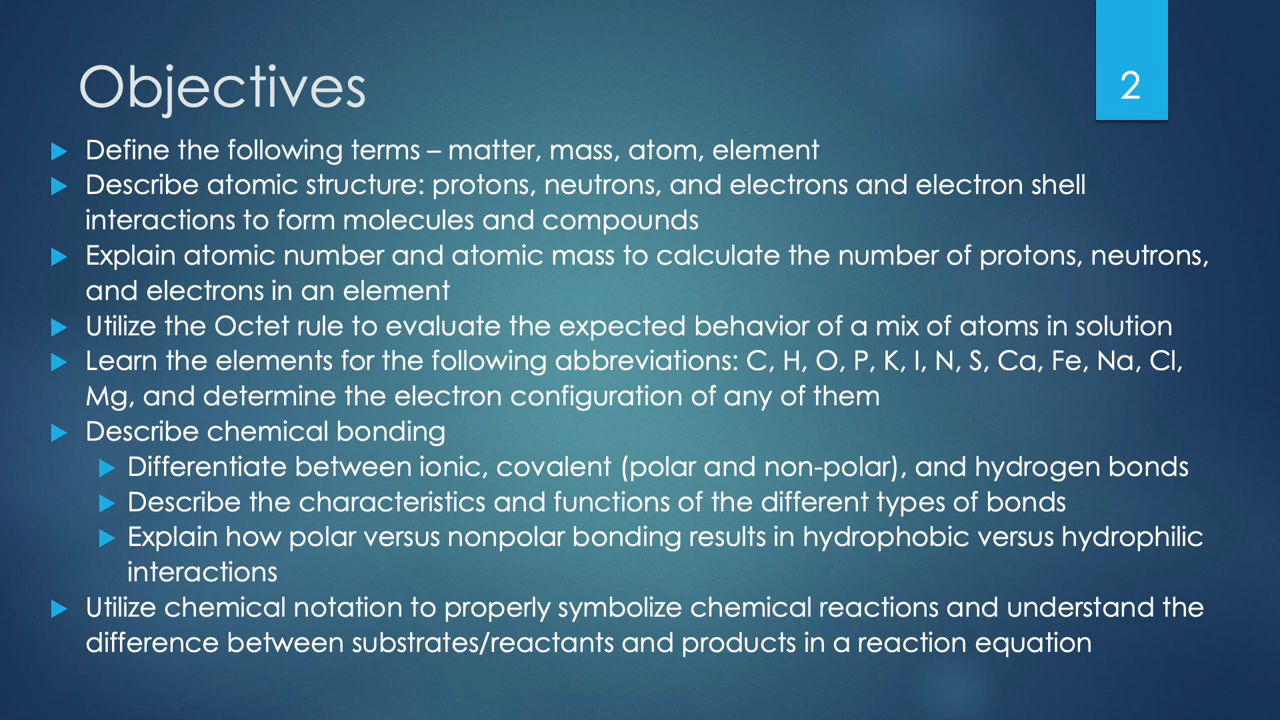 Objectives
2
Define the following terms – matter, mass, atom, element
Describe atomic structure: protons, neutrons, and electrons and electron shell
interactions to form molecules and compounds
Explain atomic number and atomic mass to calculate the number of protons, neutrons,
and electrons in an element
Utilize the Octet rule to evaluate the expected behavior of a mix of atoms in solution
Learn the elements for the following abbreviations: C, H, O, P, K, I, N, S, Ca, Fe, Na, Cl,
Mg, and determine the electron configuration of any of them
Describe chemical bonding
Differentiate between ionic, covalent (polar and non-polar), and hydrogen bonds
Describe the characteristics and functions of the different types of bonds
Explain how polar versus nonpolar bonding results in hydrophobic versus hydrophilic
interactions
Utilize chemical notation to properly symbolize chemical reactions and understand the
difference between substrates/reactants and products in a reaction equation